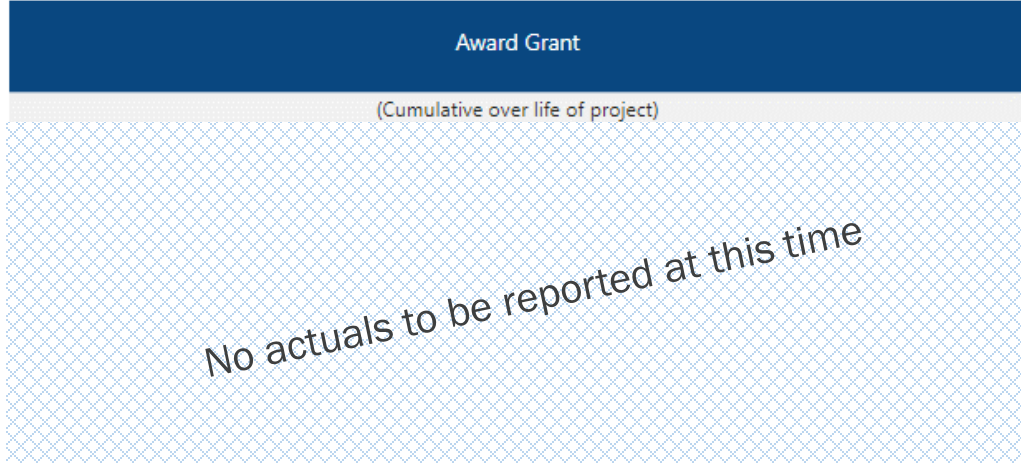 Award Grant
(Cumulative over life of project)
No actuals to be reported at this time